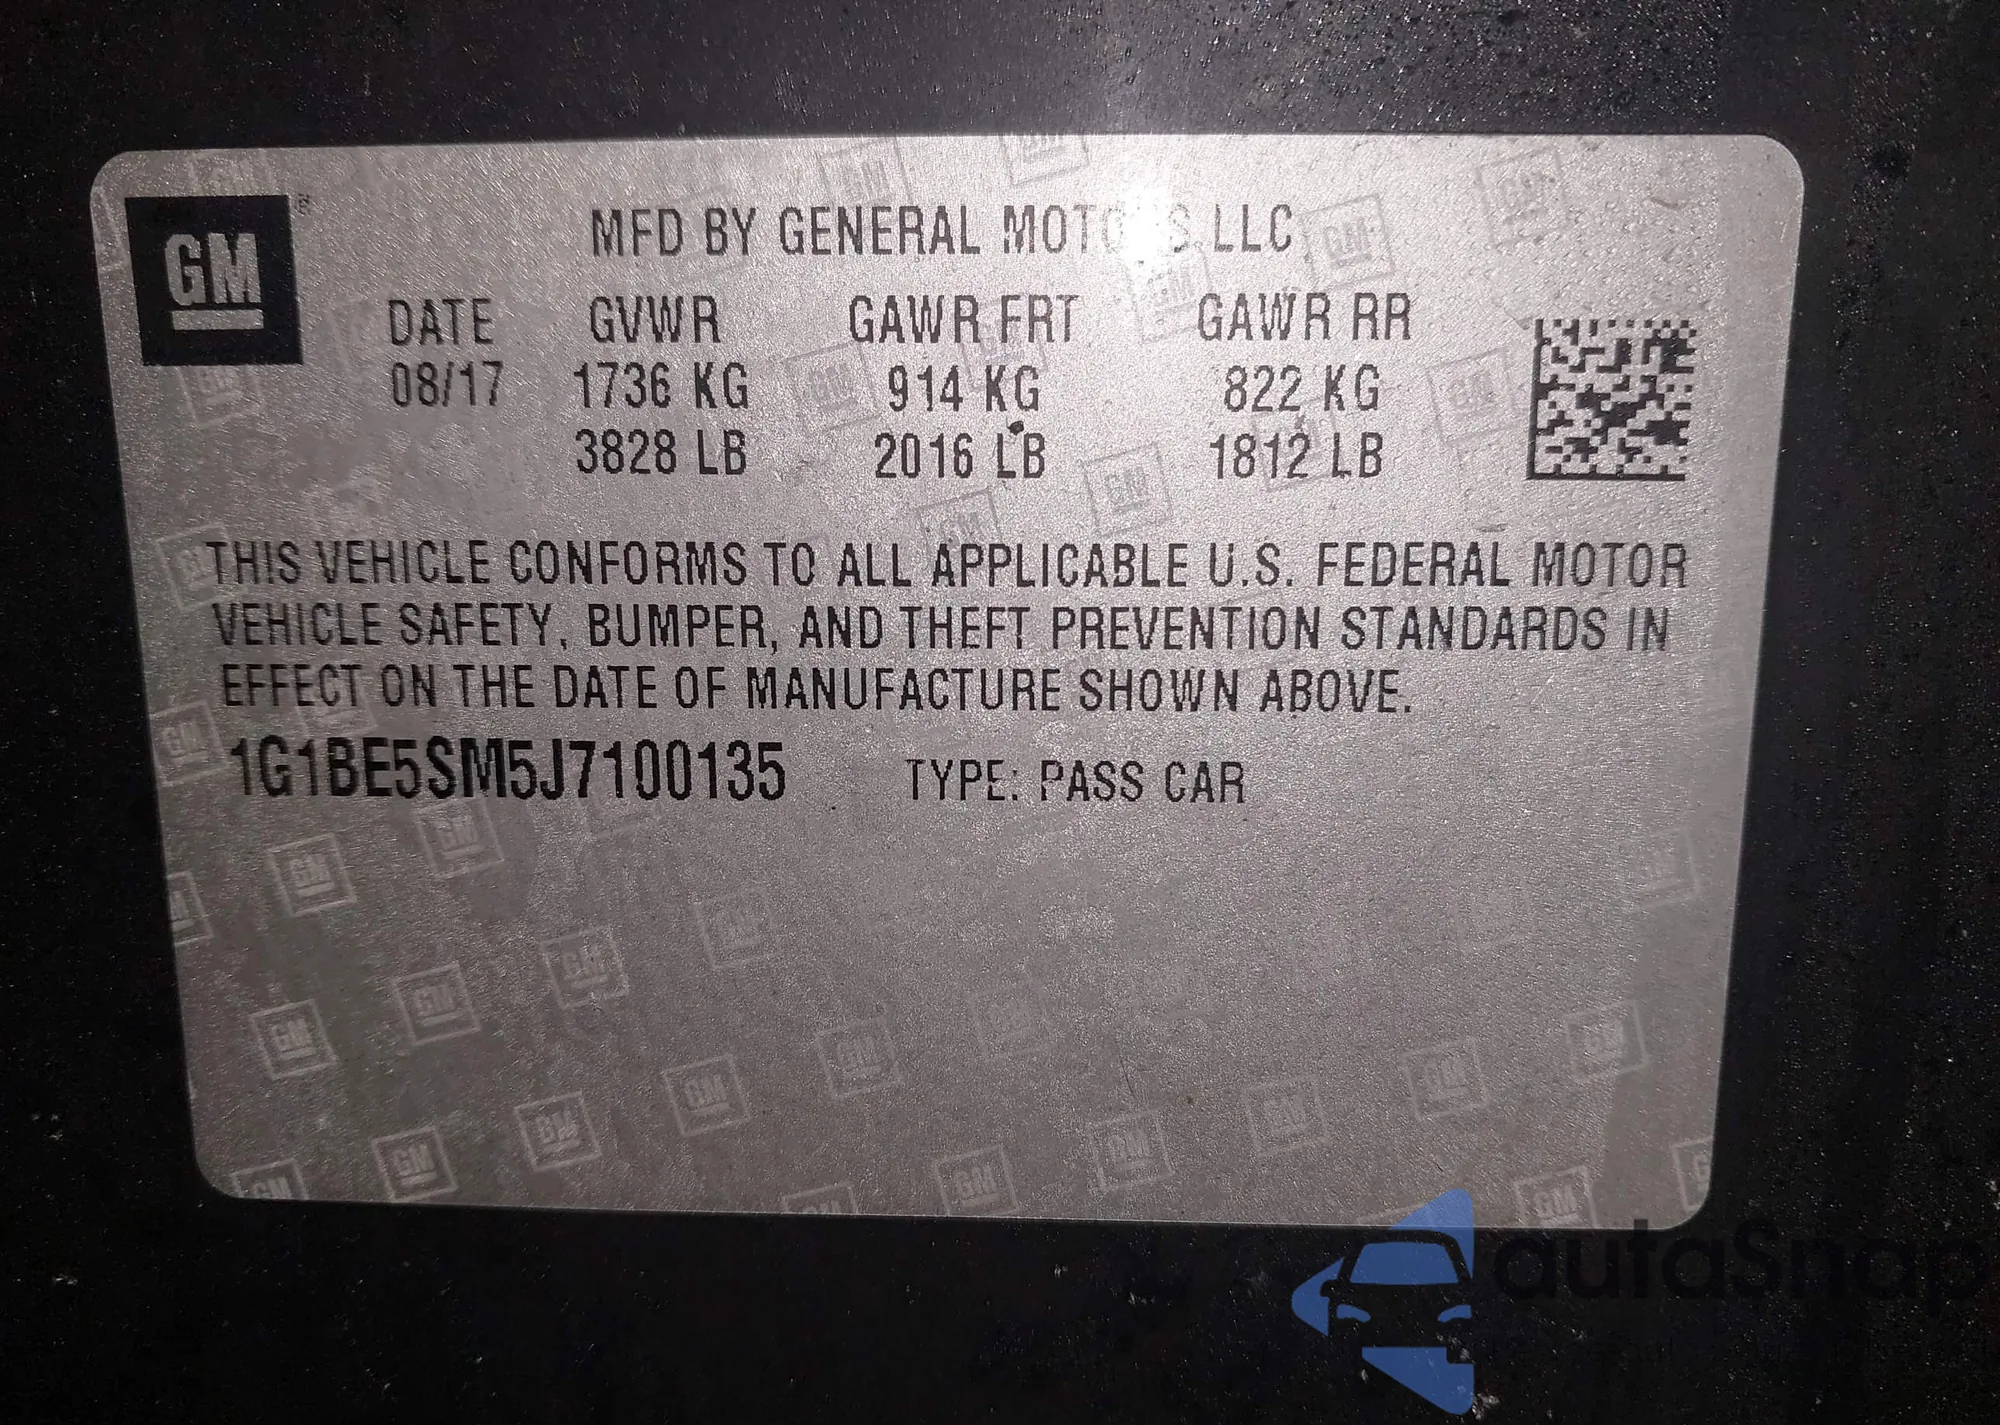 GM
MFD BY GENERAL MOTORS LLC
DATE GVWR GAWR FRT GAWR RR
08/17 1736 KG 914 KG 822 KG
3828 LB 2016 LB 1812 LB
THIS VEHICLE CONFORMS TO ALL APPLICABLE U.S. FEDERAL MOTOR
VEHICLE SAFETY, BUMPER, AND THEFT PREVENTION STANDARDS IN
EFFECT ON THE DATE OF MANUFACTURE SHOWN ABOVE.
1G1BE5SM5J7100135 TYPE: PASS CAR
autaSnap